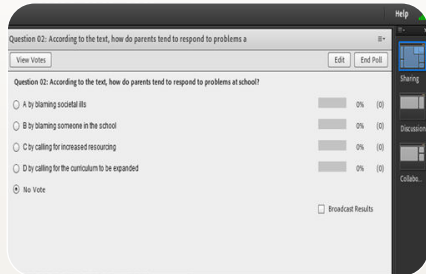 Help
Question 02: According to the text, how do parents tend to respond to problems a
View Votes Edit End Poll
Question 02: According to the text, how do parents tend to respond to problems at school?
A by blaming societal ills 0% (0)
B by blaming someone in the school 0% (0)
C by calling for increased resourcing 0% (0)
D by calling for the curriculum to be expanded 0% (0)
No Vote
Broadcast Results
Sharing
Discussion
Collabo..